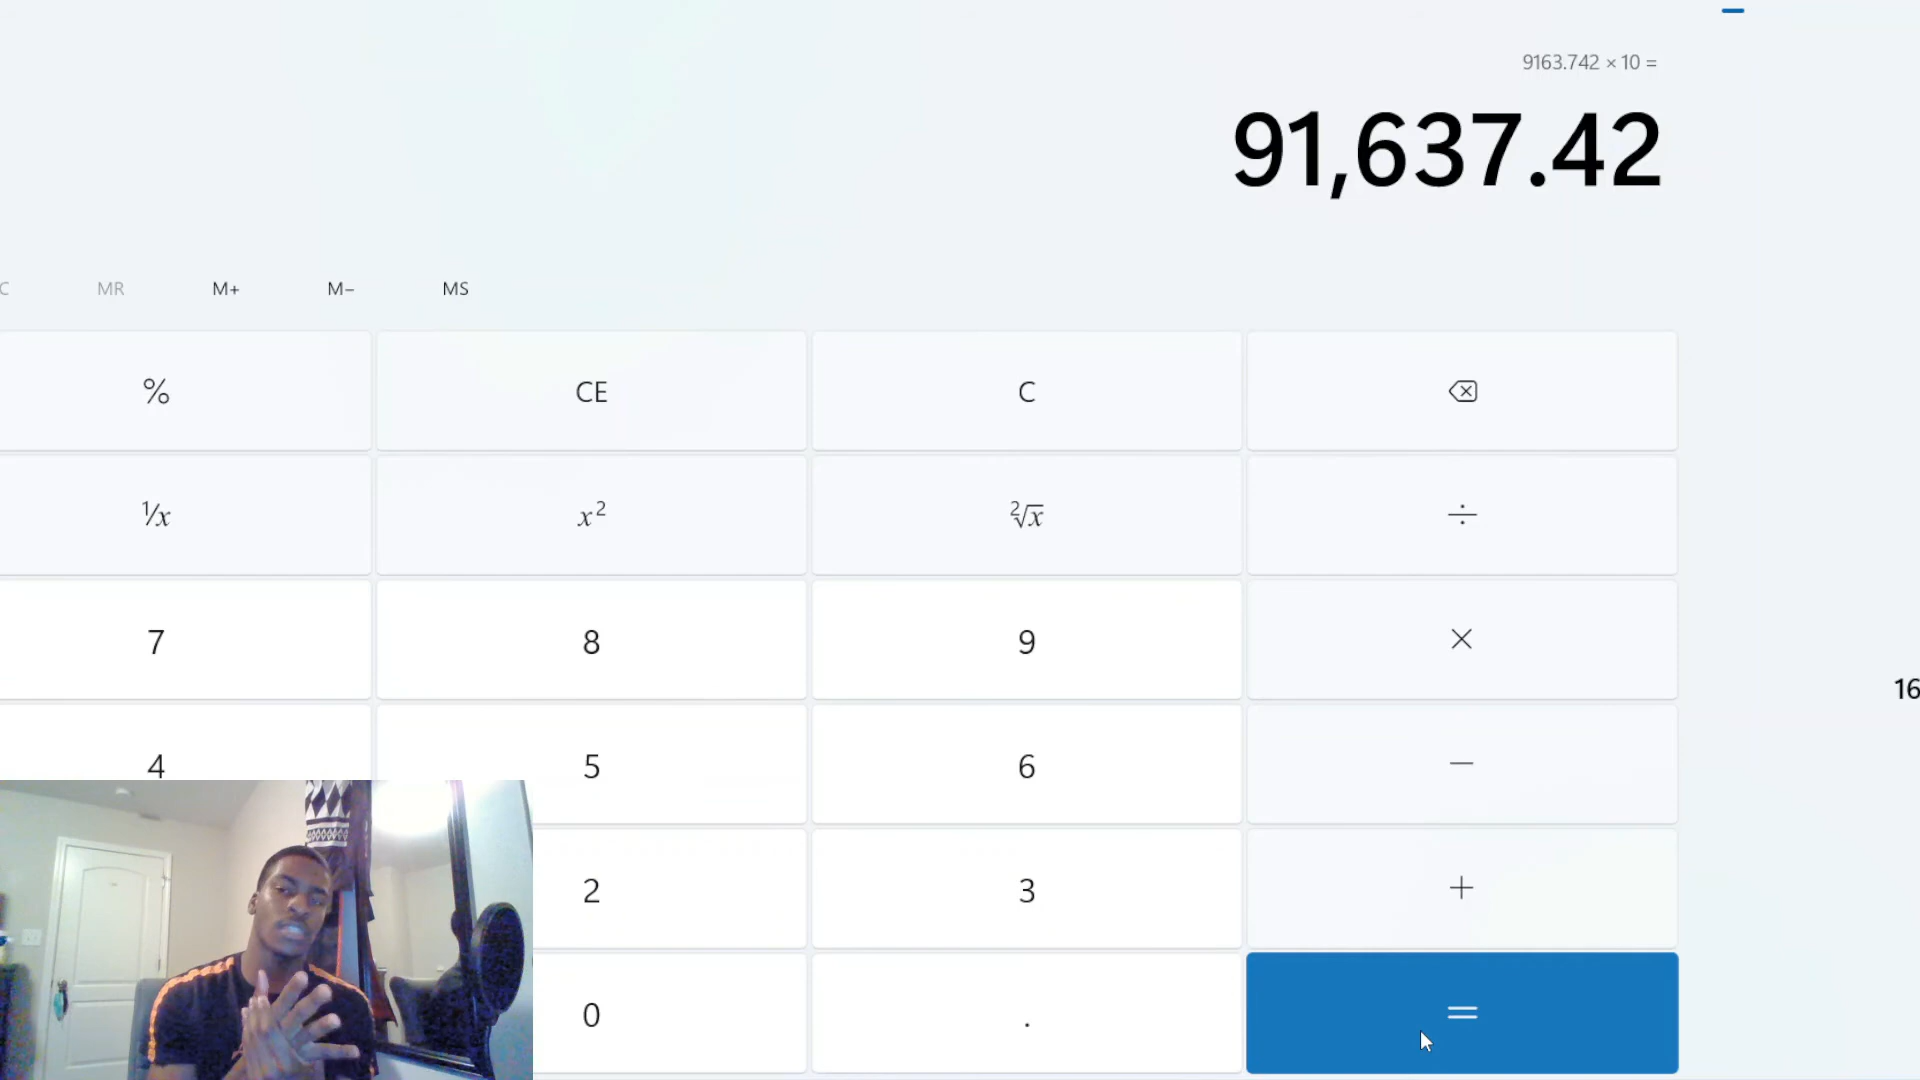 9163.742 × 10 =
91,637.42
MR M+ M− MS
% CE C
¹/x x² ²√x ÷
7 8 9 ×
16
4 5 6 −
2 3 +
0 . =